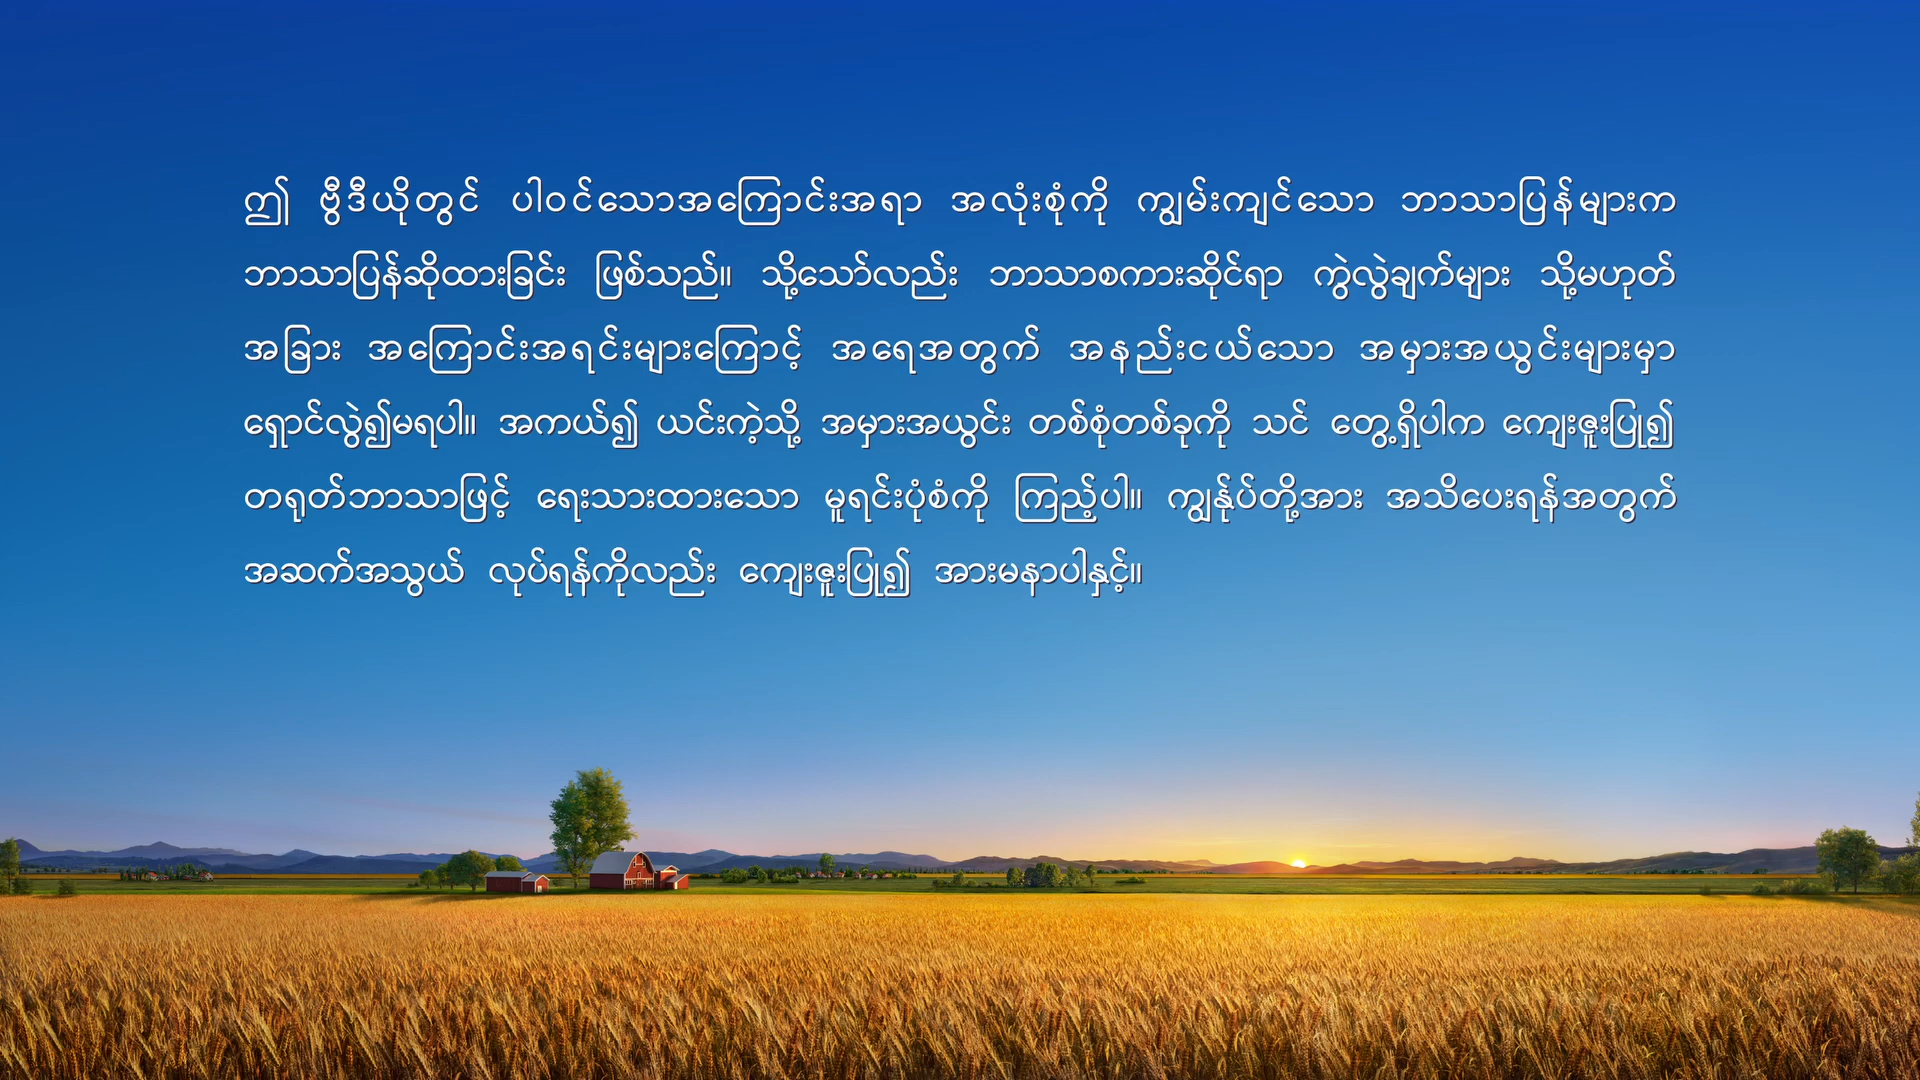 ဤ ဗွီဒီယိုတွင် ပါဝင်သောအကြောင်းအရာ အလုံးစုံကို ကျွမ်းကျင်သော ဘာသာပြန်များက
ဘာသာပြန်ဆိုထားခြင်း ဖြစ်သည်။ သို့သော်လည်း ဘာသာစကားဆိုင်ရာ ကွဲလွဲချက်များ သို့မဟုတ်
အခြား အကြောင်းအရင်းများကြောင့် အရေအတွက် အနည်းငယ်သော အမှားအယွင်းများမှာ
ရှောင်လွဲ၍မရပါ။ အကယ်၍ ယင်းကဲ့သို့ အမှားအယွင်း တစ်စုံတစ်ခုကို သင် တွေ့ရှိပါက ကျေးဇူးပြု၍
တရုတ်ဘာသာဖြင့် ရေးသားထားသော မူရင်းပုံစံကို ကြည့်ပါ။ ကျွန်ုပ်တို့အား အသိပေးရန်အတွက်
အဆက်အသွယ် လုပ်ရန်ကိုလည်း ကျေးဇူးပြု၍ အားမနာပါနှင့်။